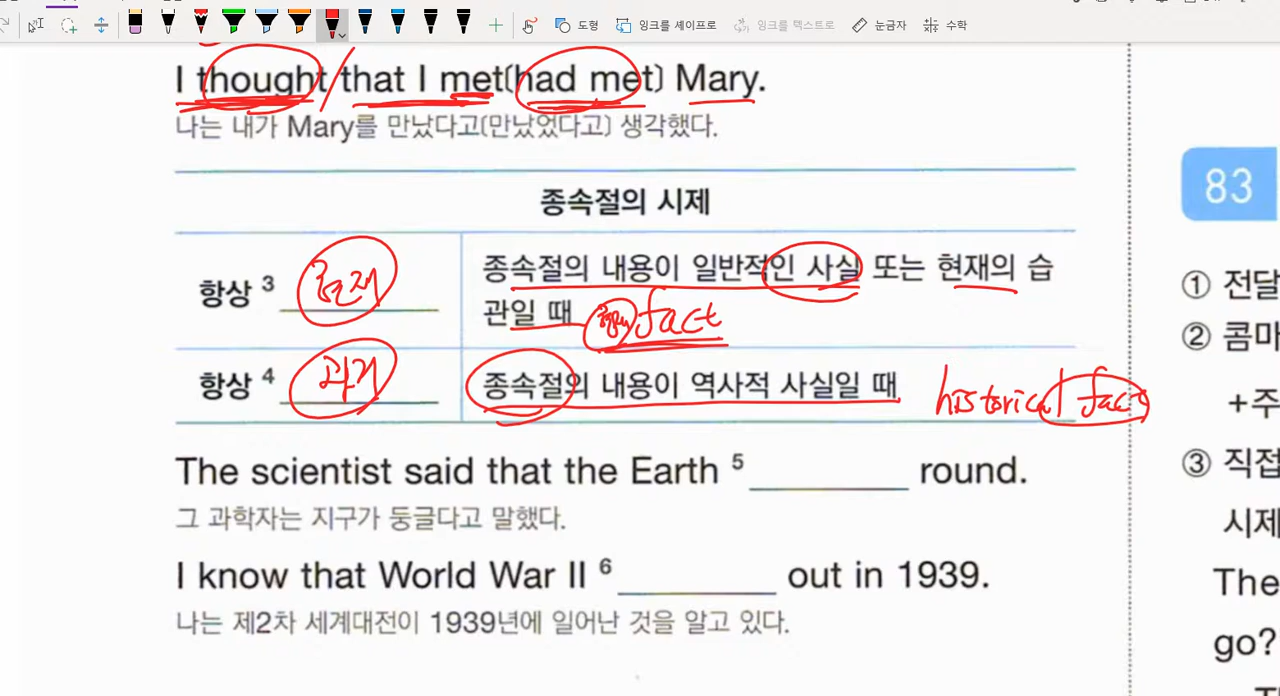 도형 잉크를 셰이프로 잉크를 텍스트로 눈금자 수학
I thought / that I met(had met) Mary.
나는 내가 Mary를 만났다고(만났었다고) 생각했다.
종속절의 시제
항상 3 현재
종속절의 내용이 일반적인 사실 또는 현재의 습
관일 때 fact
항상 4 과거
종속절의 내용이 역사적 사실일 때 historical fact
The scientist said that the Earth 5 ________ round.
그 과학자는 지구가 둥글다고 말했다.
I know that World War II 6 ________ out in 1939.
나는 제2차 세계대전이 1939년에 일어난 것을 알고 있다.
83
① 전달
② 콤마
+주
③ 직접
시제
The
go?